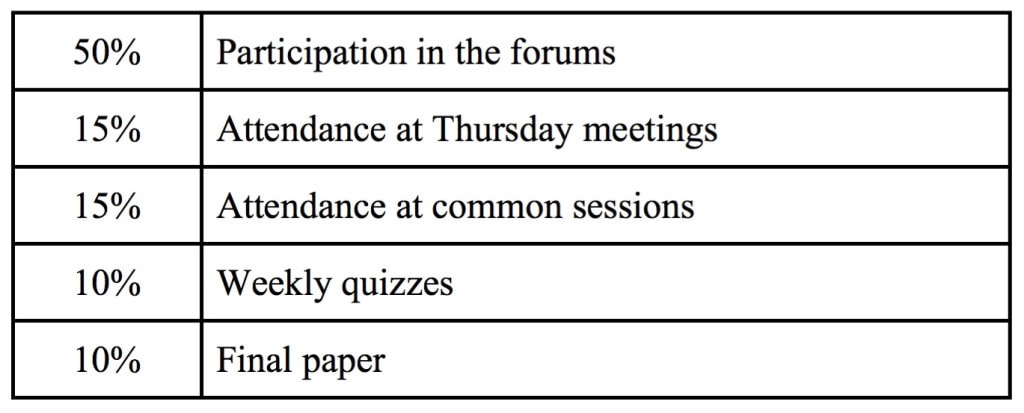 50% Participation in the forums
15% Attendance at Thursday meetings
15% Attendance at common sessions
10% Weekly quizzes
10% Final paper